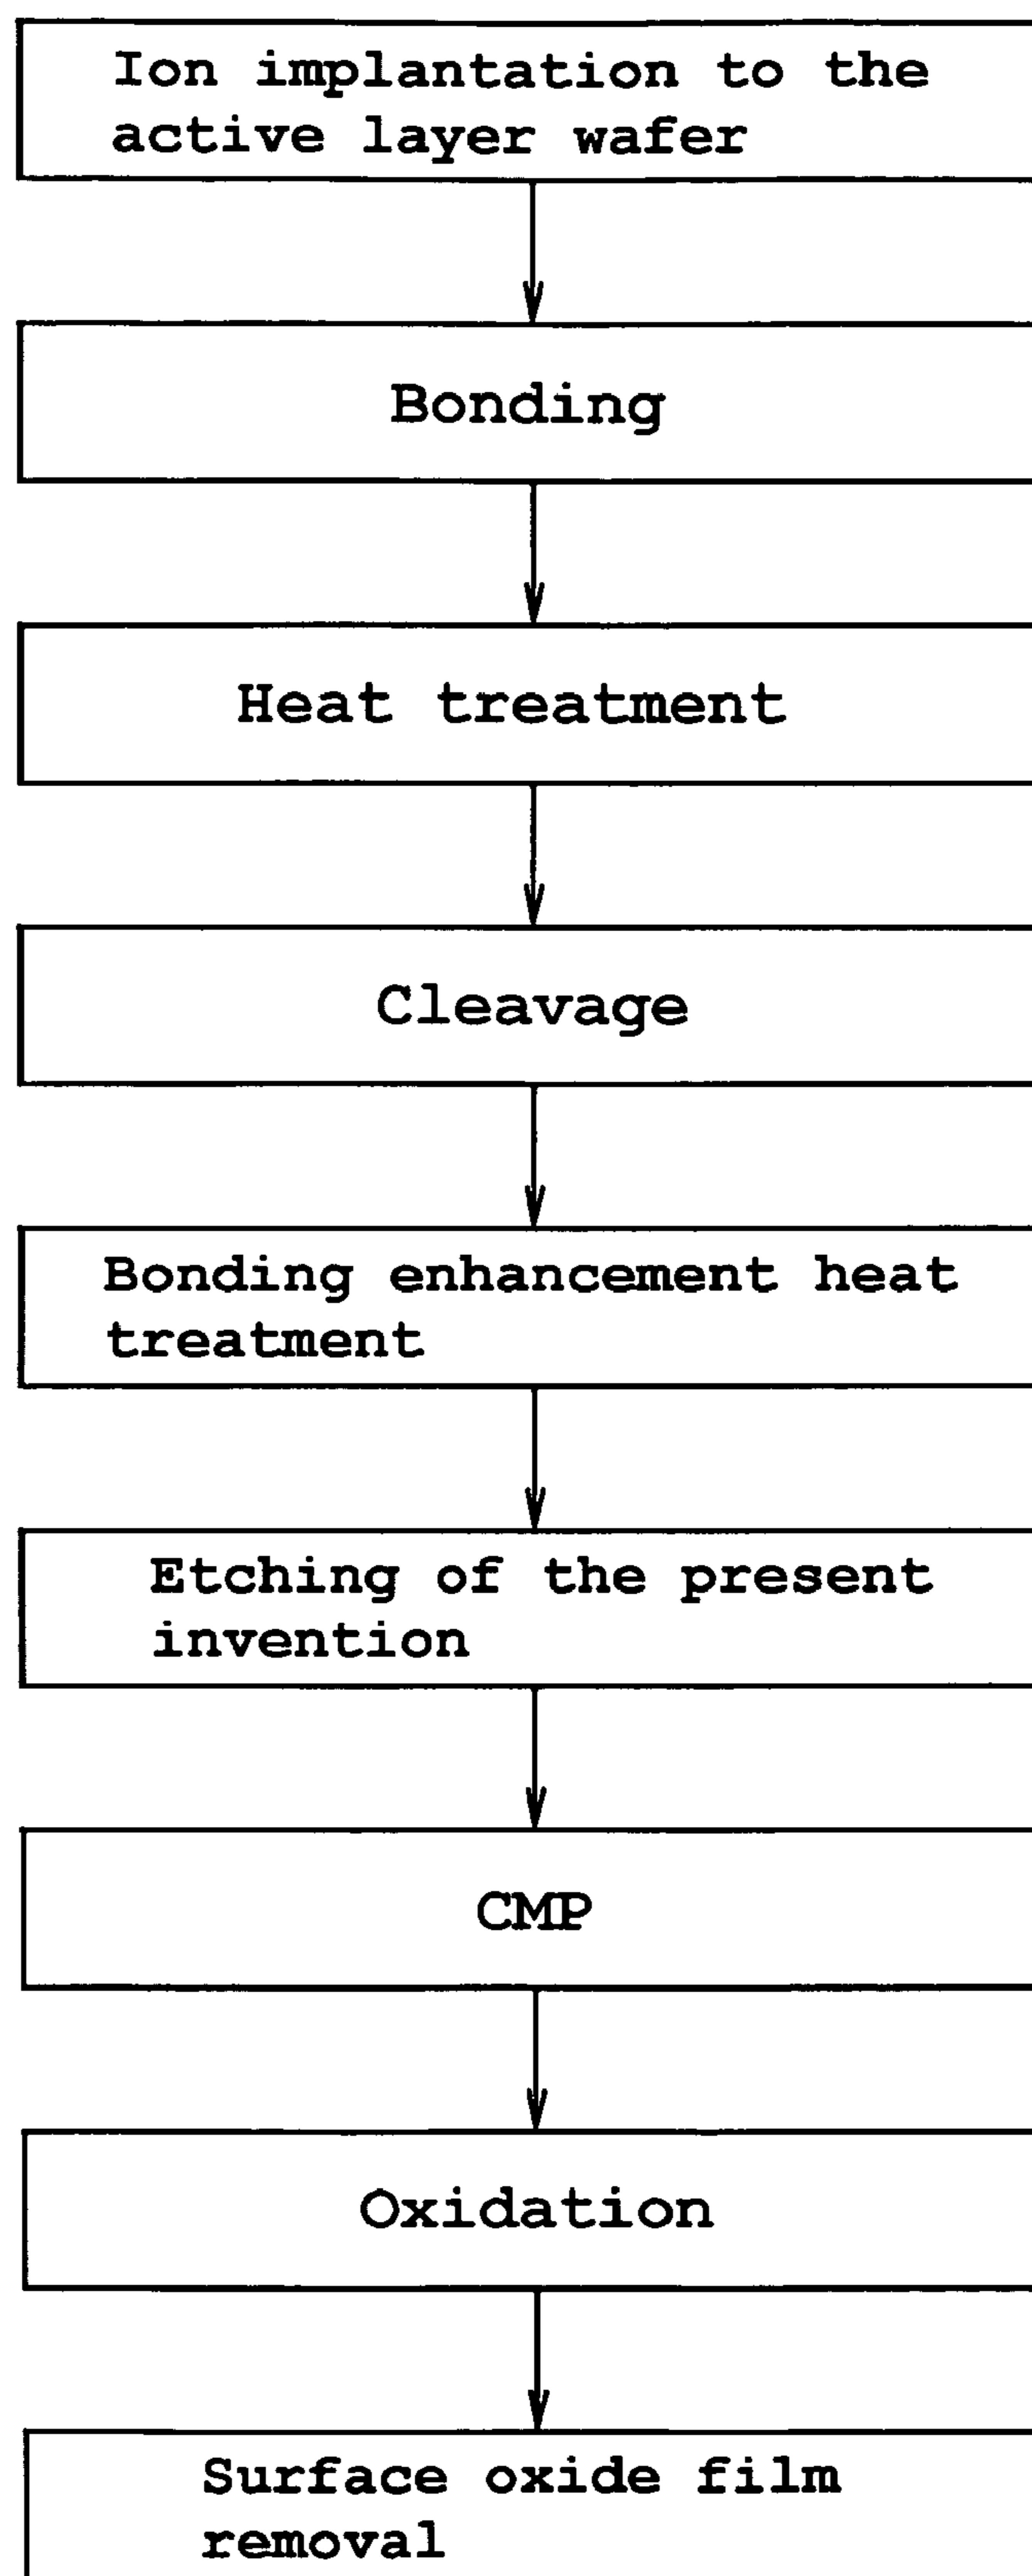 Ion implantation to the
active layer wafer
Bonding
Heat treatment
Cleavage
Bonding enhancement heat
treatment
Etching of the present
invention
CMP
Oxidation
Surface oxide film
removal